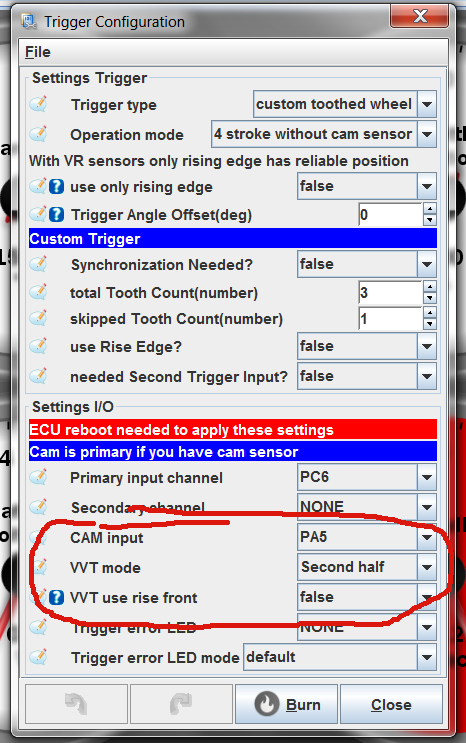 Trigger Configuration
File
Settings Trigger
Trigger type custom toothed wheel
Operation mode 4 stroke without cam sensor
With VR sensors only rising edge has reliable position
use only rising edge false
Trigger Angle Offset(deg) 0
Custom Trigger
Synchronization Needed? false
total Tooth Count(number) 3
skipped Tooth Count(number) 1
use Rise Edge? false
needed Second Trigger Input? false
Settings I/O
ECU reboot needed to apply these settings
Cam is primary if you have cam sensor
Primary input channel PC6
Secondary channel NONE
CAM input PA5
VVT mode Second half
VVT use rise front false
Trigger error LED NONE
Trigger error LED mode default
Burn Close